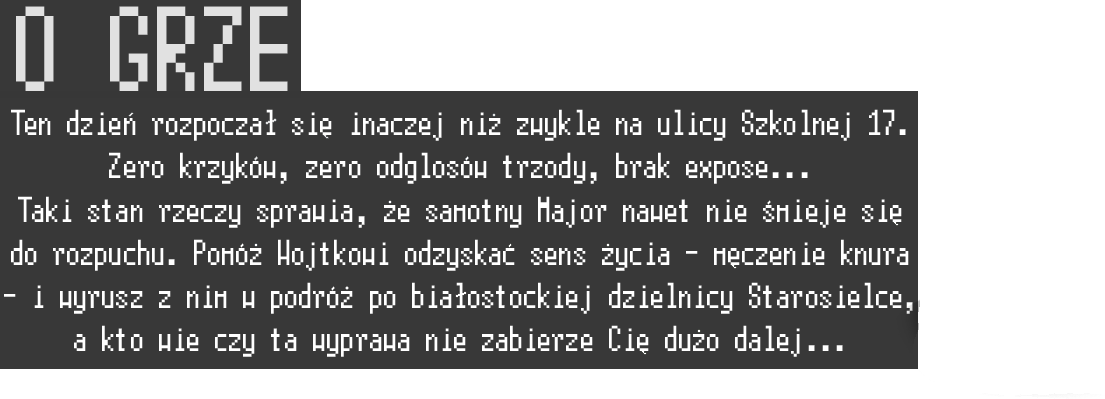 O GRZE
Ten dzień rozpoczał się inaczej niż zwykle na ulicy Szkolnej 17.
Zero krzyków, zero odglosów trzody, brak expose...
Taki stan rzeczy sprawia, że samotny Major nawet nie śmieje się
do rozpuchu. Pomóż Wojtkowi odzyskać sens życia - męczenie knura
- i wyrusz z nim w podróż po białostockiej dzielnicy Starosielce,
a kto wie czy ta wyprawa nie zabierze Cię dużo dalej...